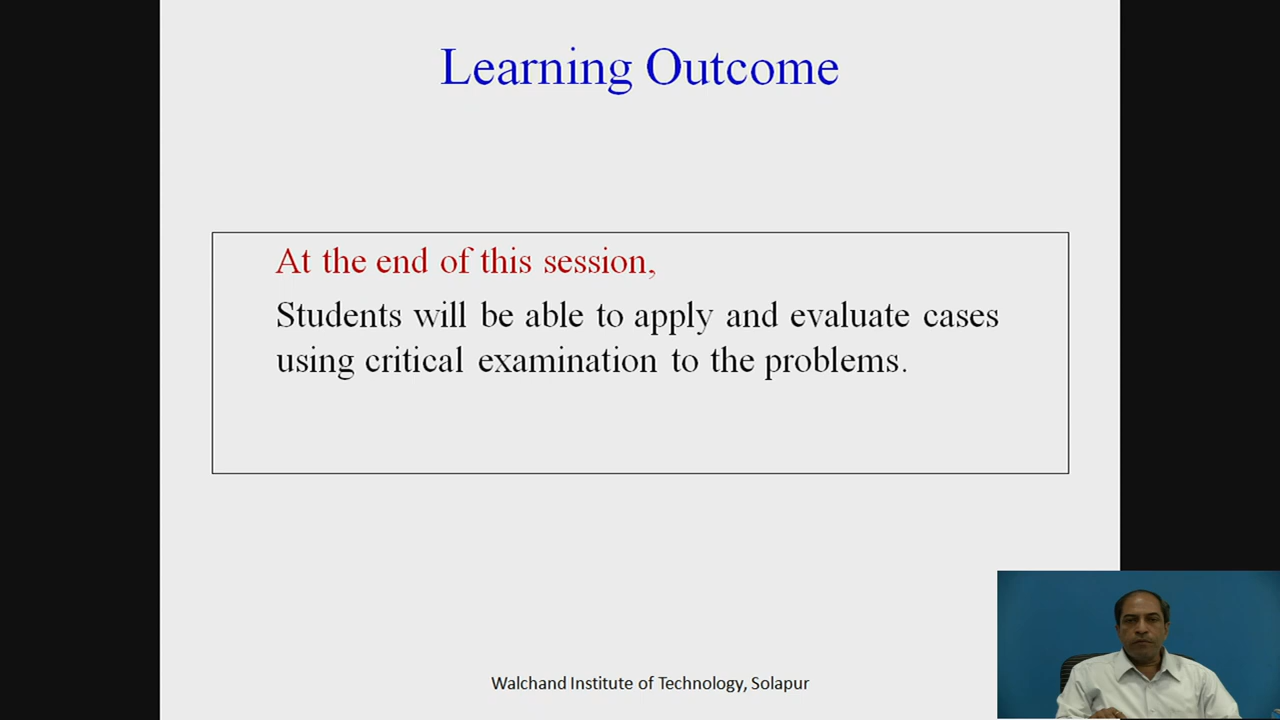 Learning Outcome
At the end of this session,
Students will be able to apply and evaluate cases
using critical examination to the problems.
Walchand Institute of Technology, Solapur